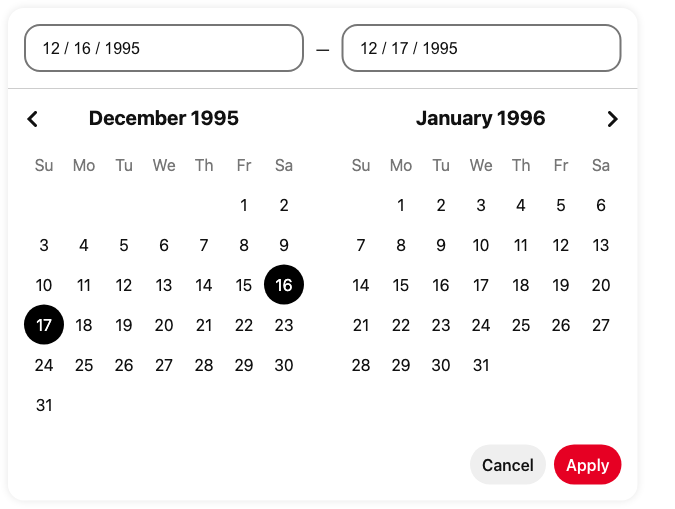 12 / 16 / 1995 — 12 / 17 / 1995
December 1995
Su Mo Tu We Th Fr Sa
1 2
3 4 5 6 7 8 9
10 11 12 13 14 15 16
17 18 19 20 21 22 23
24 25 26 27 28 29 30
31
January 1996
Su Mo Tu We Th Fr Sa
1 2 3 4 5 6
7 8 9 10 11 12 13
14 15 16 17 18 19 20
21 22 23 24 25 26 27
28 29 30 31
Cancel Apply